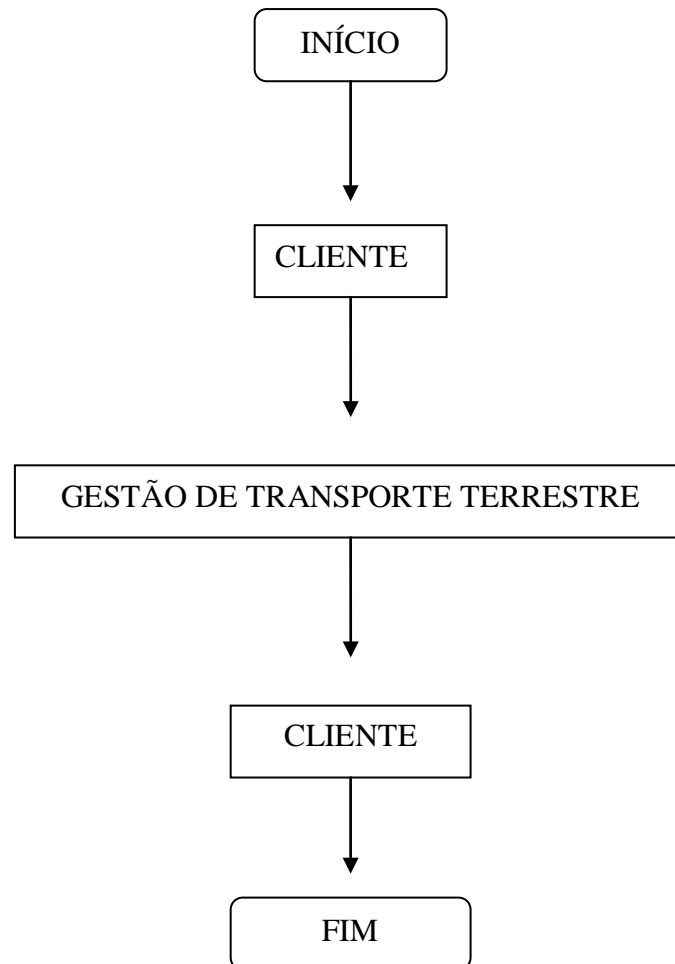 INÍCIO
CLIENTE
GESTÃO DE TRANSPORTE TERRESTRE
CLIENTE
FIM